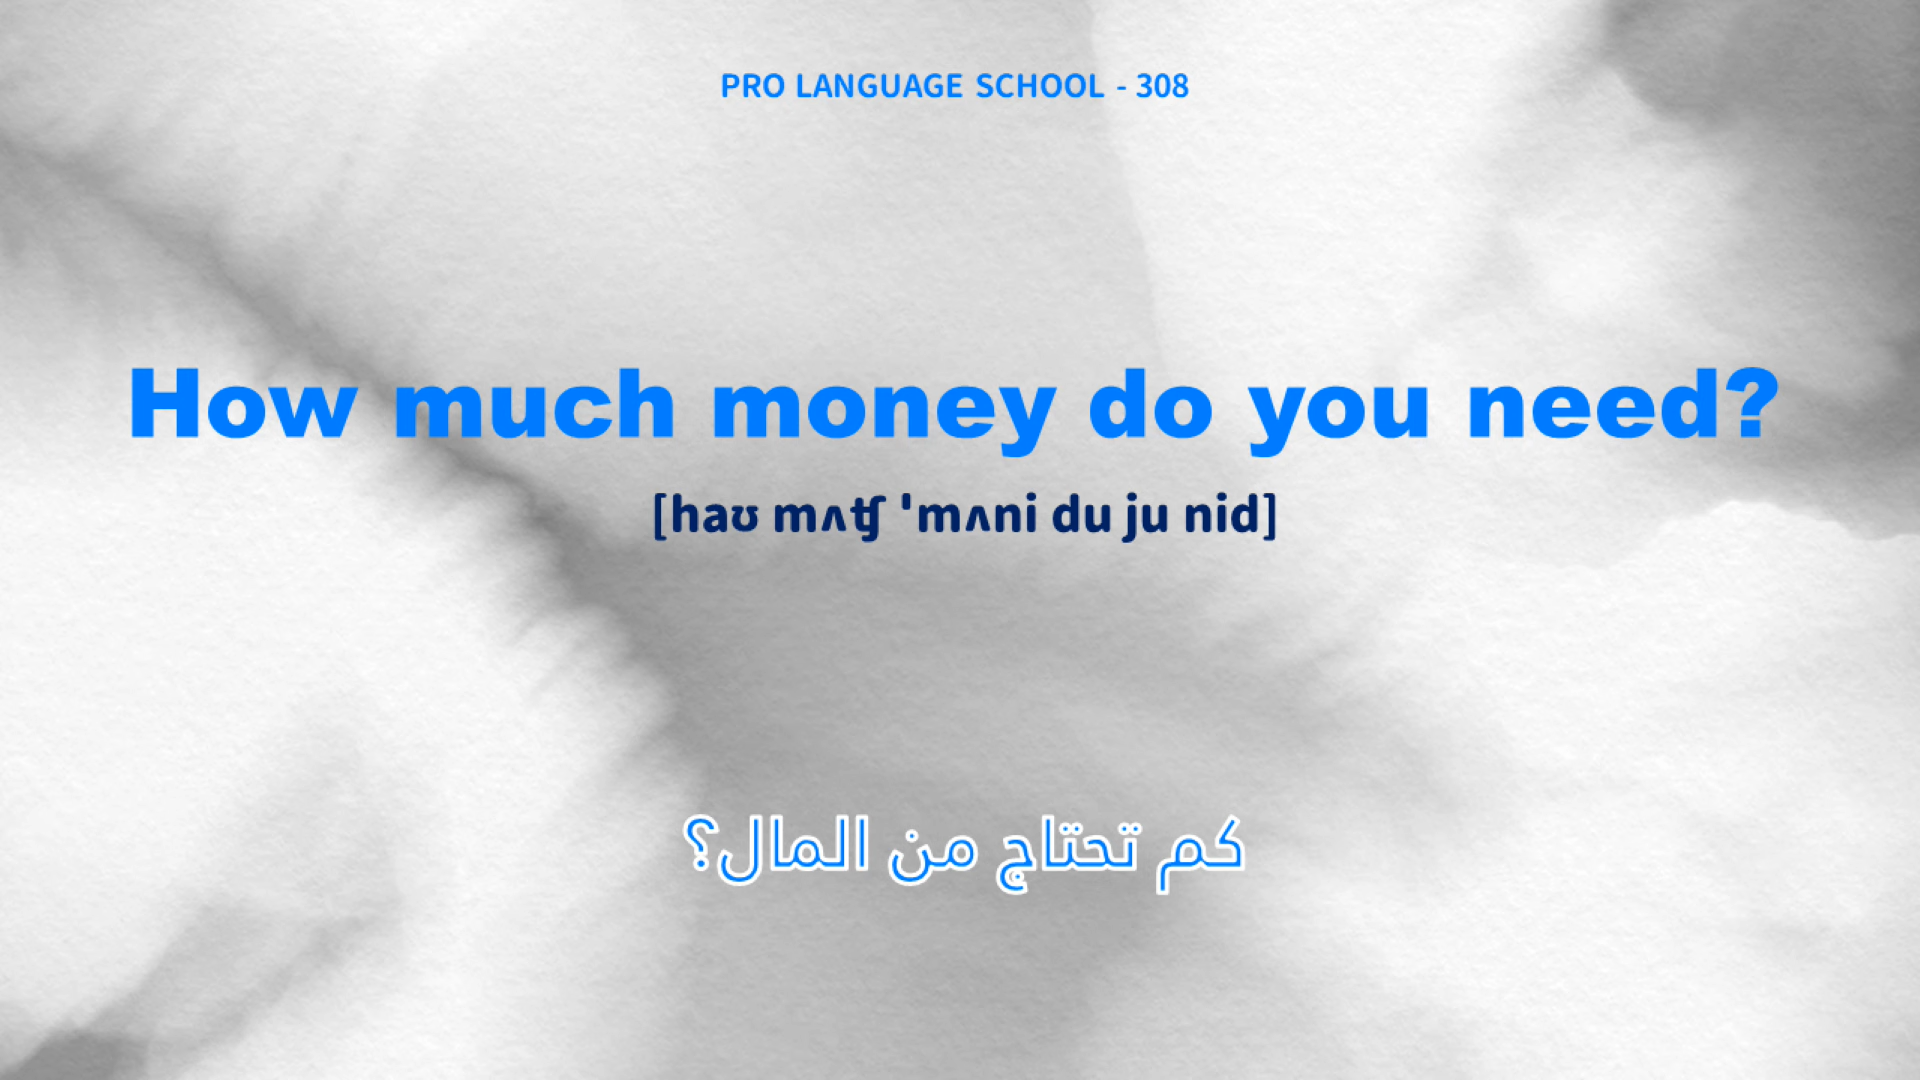 PRO LANGUAGE SCHOOL - 308
How much money do you need?
[haʊ mʌʧ ˈmʌni du ju nid]
كم تحتاج من المال؟